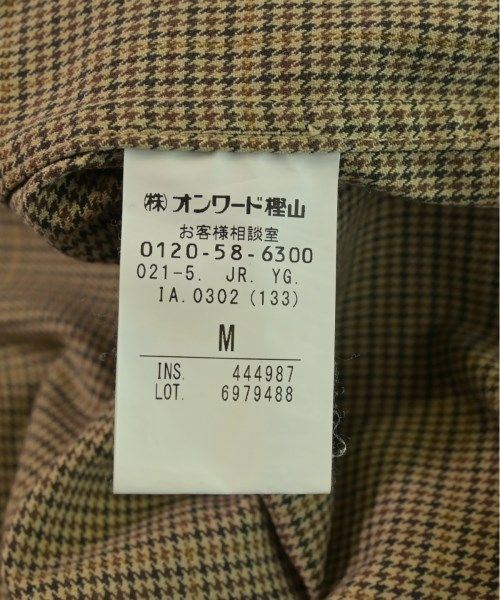 ㈱オンワード樫山
お客様相談室
0120-58-6300
021-5. JR. YG.
IA.0302(133)
M
INS. 444987
LOT. 6979488